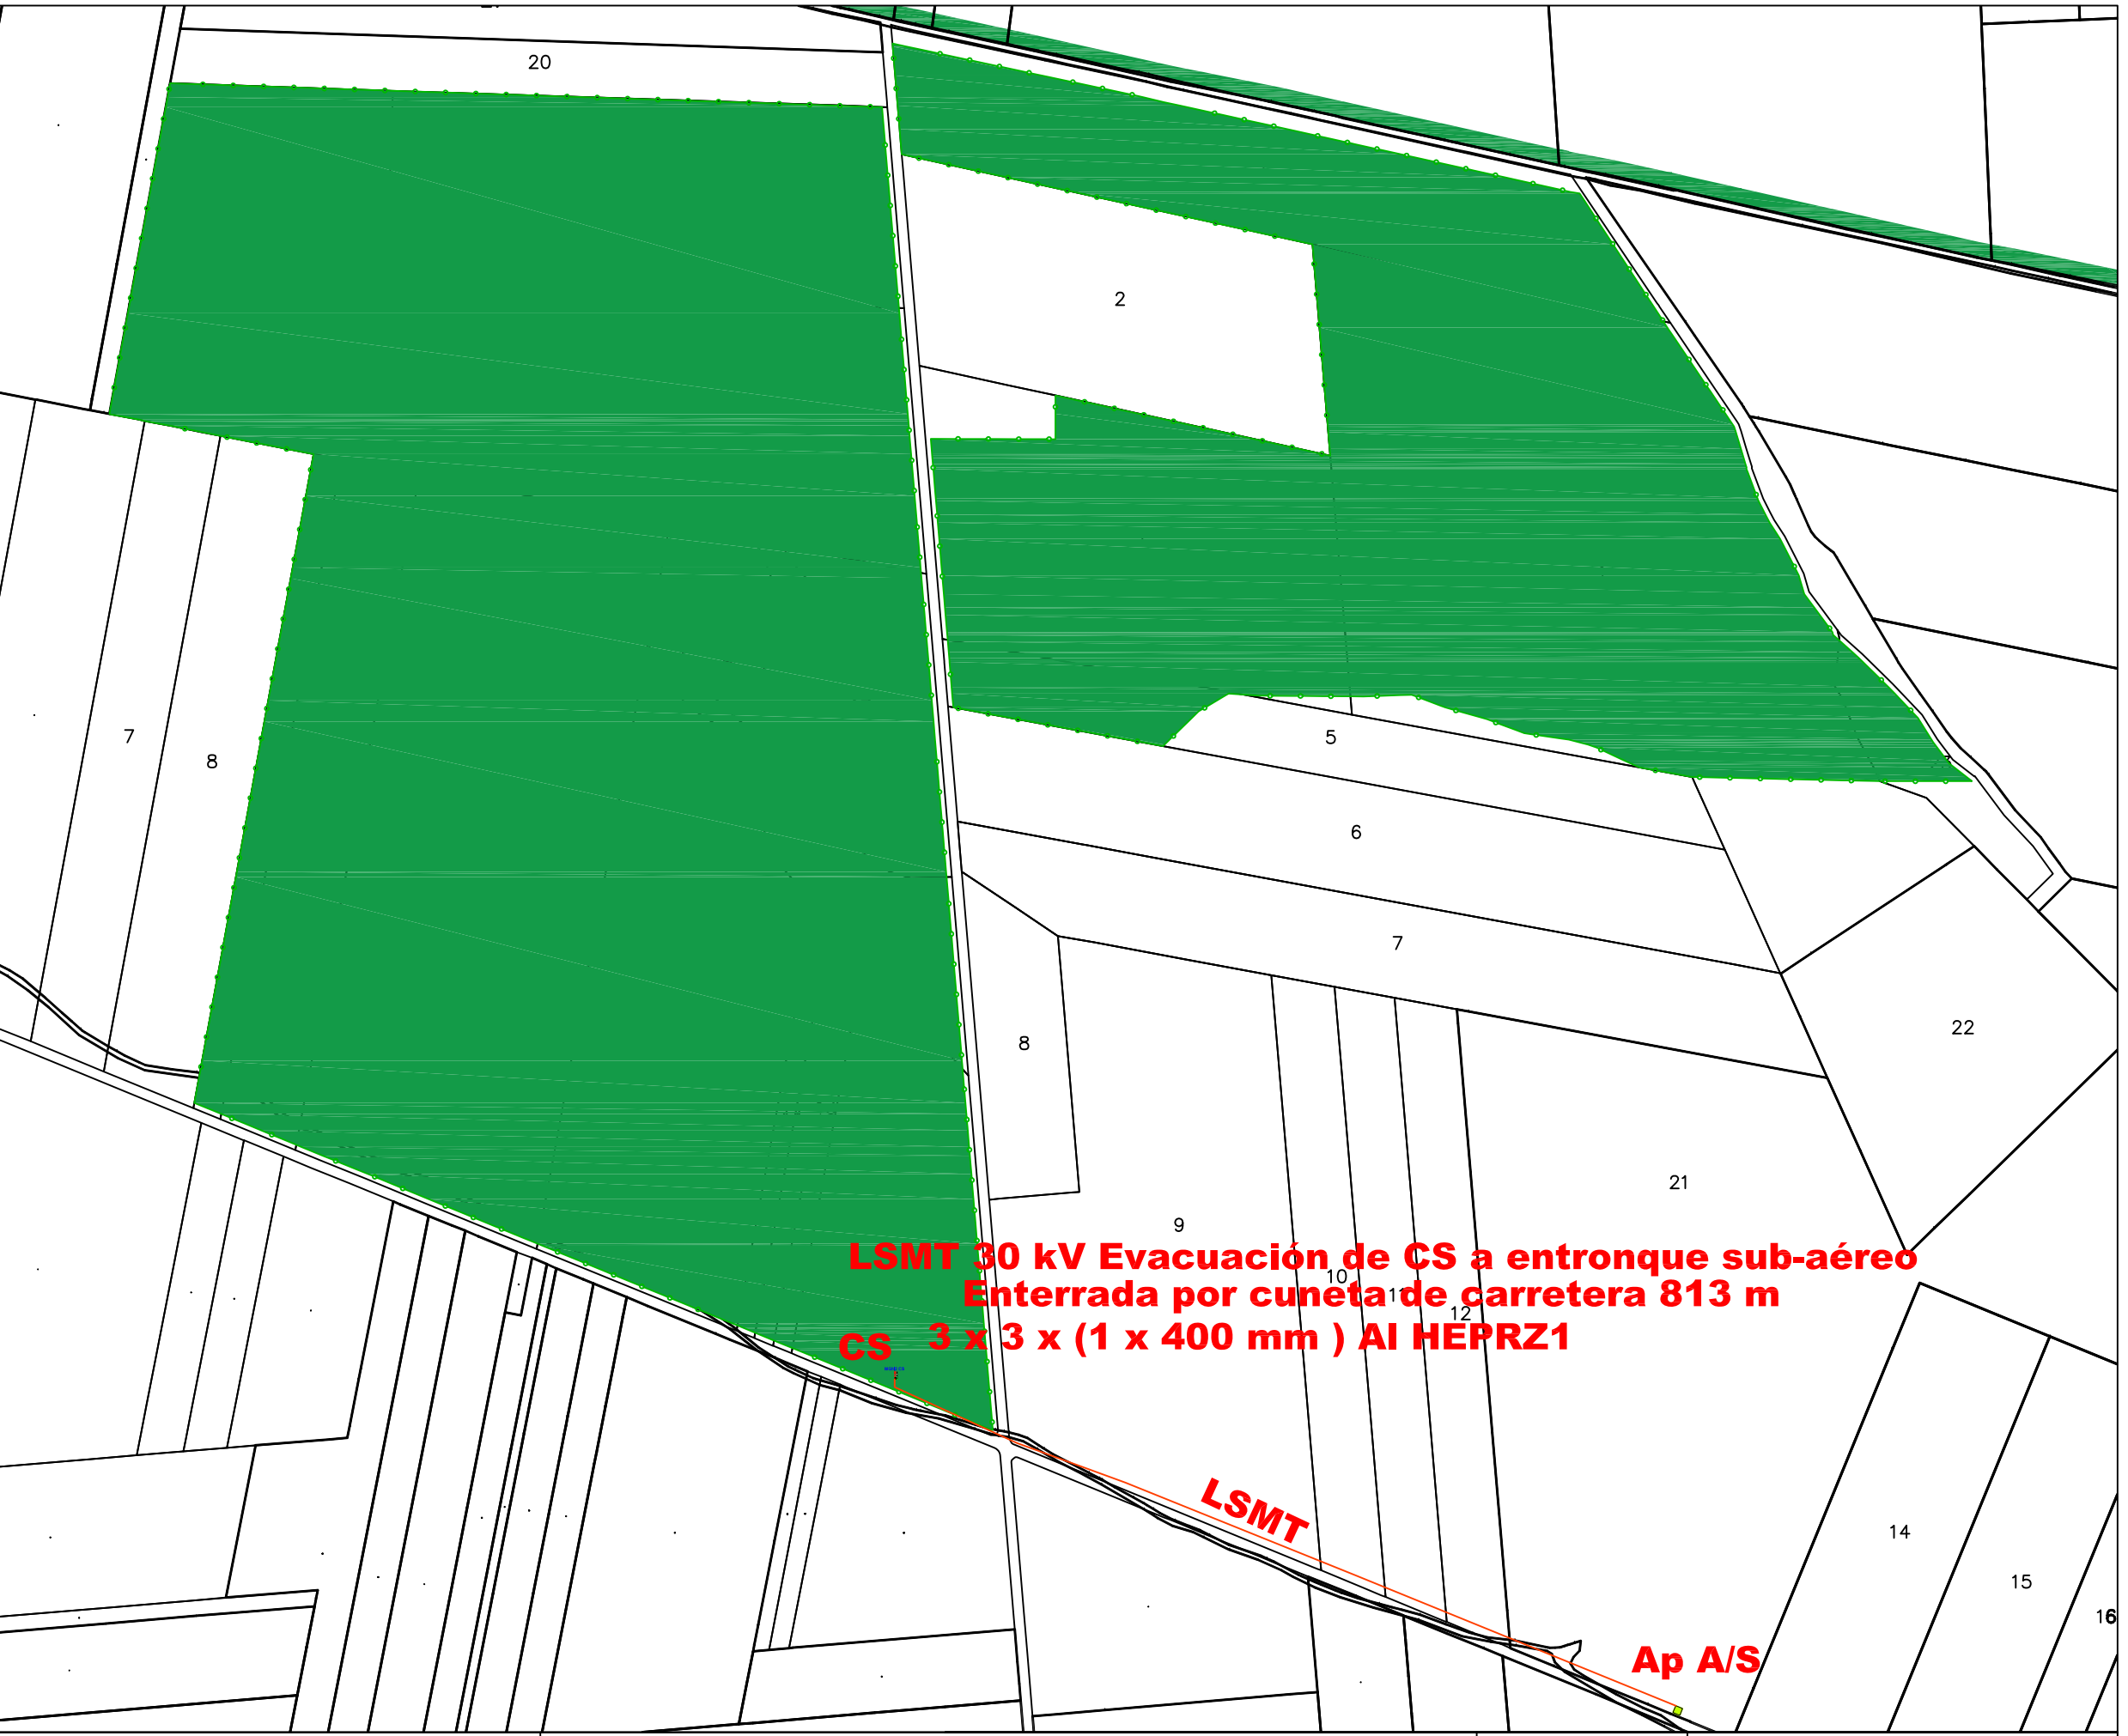 20
2
7
8
5
6
7
22
8
21
9
LSMT 30 kV Evacuación de CS a entronque sub-aéreo
10
Enterrada por cuneta de carretera 813 m
11
12
3 x 3 x (1 x 400 mm ) Al HEPRZ1
CS
LSMT
14
15
16
Ap A/S